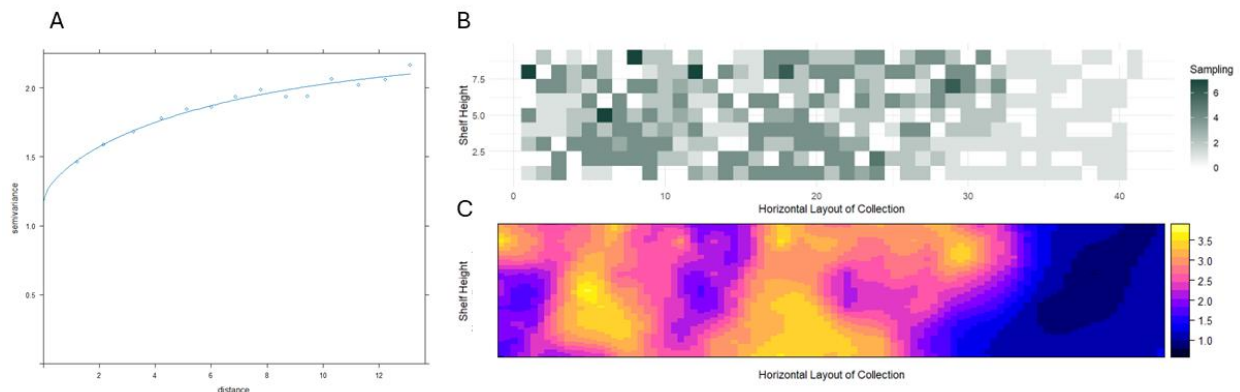 A
2.0
1.5
1.0
0.5
semivariance
2 4 6 8 10 12
distance
B
7.5
5.0
2.5
Shelf Height
0 10 20 30 40
Horizontal Layout of Collection
Sampling
6
4
2
0
C
Shelf Height
Horizontal Layout of Collection
3.5
3.0
2.5
2.0
1.5
1.0